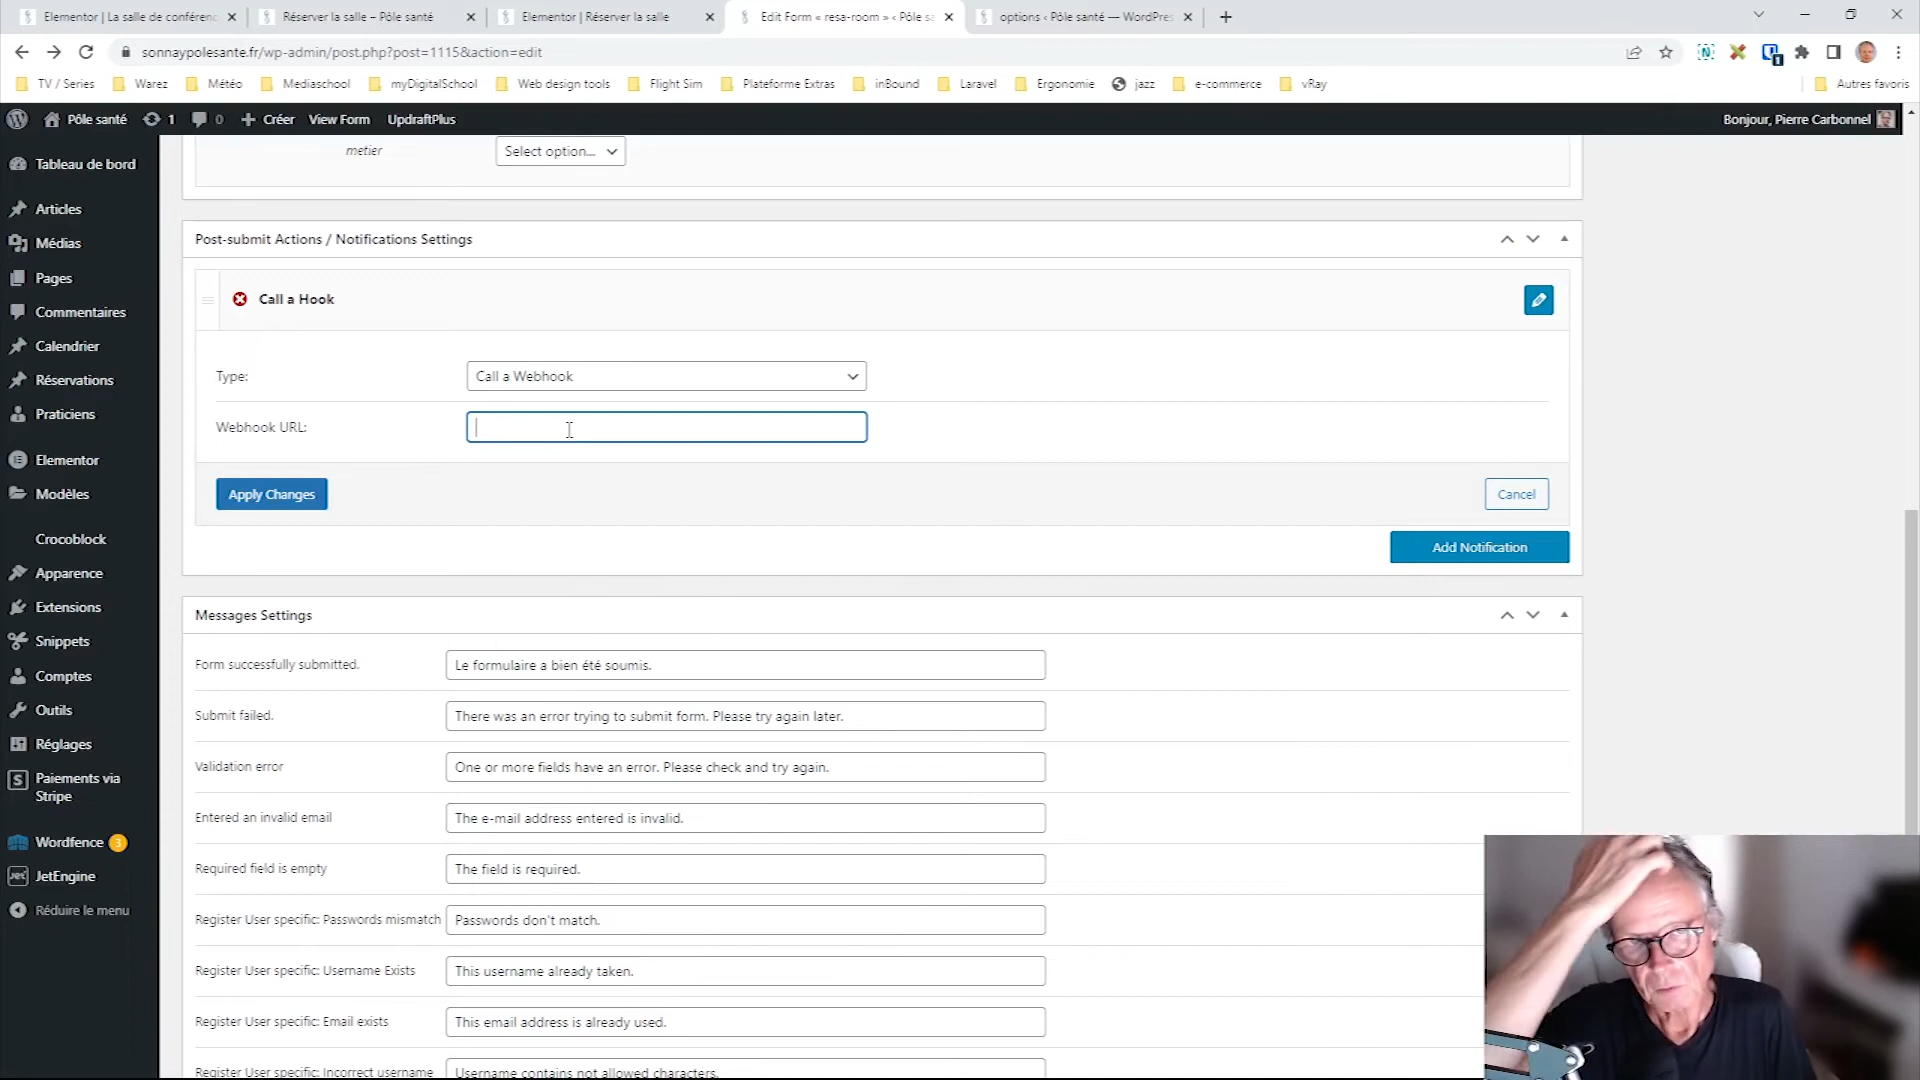 Elementor | La salle de conférenc
Réserver la salle – Pôle santé
Elementor | Réserver la salle
Edit Form « resa-room » ‹ Pôle sa
options ‹ Pôle santé — WordPres
sonnaypolesante.fr/wp-admin/post.php?post=1115&action=edit
TV / Series
Warez
Météo
Mediaschool
myDigitalSchool
Web design tools
Flight Sim
Plateforme Extras
inBound
Laravel
Ergonomie
jazz
e-commerce
vRay
Autres favoris
Pôle santé
1
0
Créer
View Form
UpdraftPlus
Bonjour, Pierre Carbonnel
Tableau de bord
Articles
Médias
Pages
Commentaires
Calendrier
Réservations
Praticiens
Elementor
Modèles
Crocoblock
Apparence
Extensions
Snippets
Comptes
Outils
Réglages
Paiements via
Stripe
Wordfence 3
JetEngine
Réduire le menu
metier
Select option...
Post-submit Actions / Notifications Settings
Call a Hook
Type:
Call a Webhook
Webhook URL:
Apply Changes
Cancel
Add Notification
Messages Settings
Form successfully submitted.
Le formulaire a bien été soumis.
Submit failed.
There was an error trying to submit form. Please try again later.
Validation error
One or more fields have an error. Please check and try again.
Entered an invalid email
The e-mail address entered is invalid.
Required field is empty
The field is required.
Register User specific: Passwords mismatch
Passwords don't match.
Register User specific: Username Exists
This username already taken.
Register User specific: Email exists
This email address is already used.
Register User specific: Incorrect username
Username contains not allowed characters.